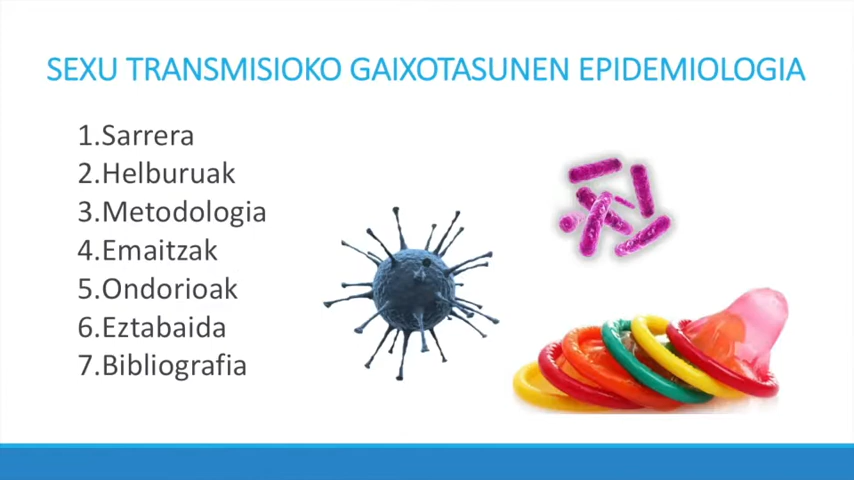 SEXU TRANSMISIOKO GAIXOTASUNEN EPIDEMIOLOGIA
1.Sarrera
2.Helburuak
3.Metodologia
4.Emaitzak
5.Ondorioak
6.Eztabaida
7.Bibliografia